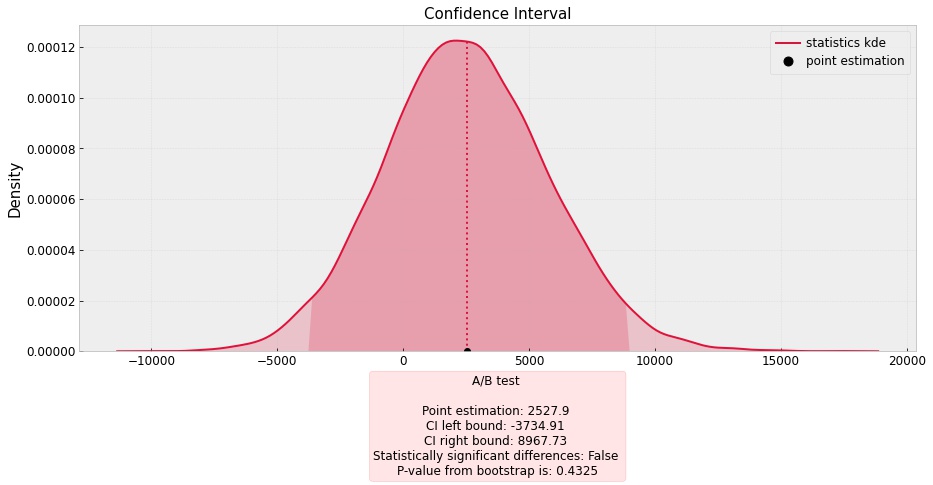 Confidence Interval
statistics kde
point estimation
Density
0.00012
0.00010
0.00008
0.00006
0.00004
0.00002
0.00000
−10000 −5000 0 5000 10000 15000 20000
A/B test
Point estimation: 2527.9
CI left bound: -3734.91
CI right bound: 8967.73
Statistically significant differences: False
P-value from bootstrap is: 0.4325